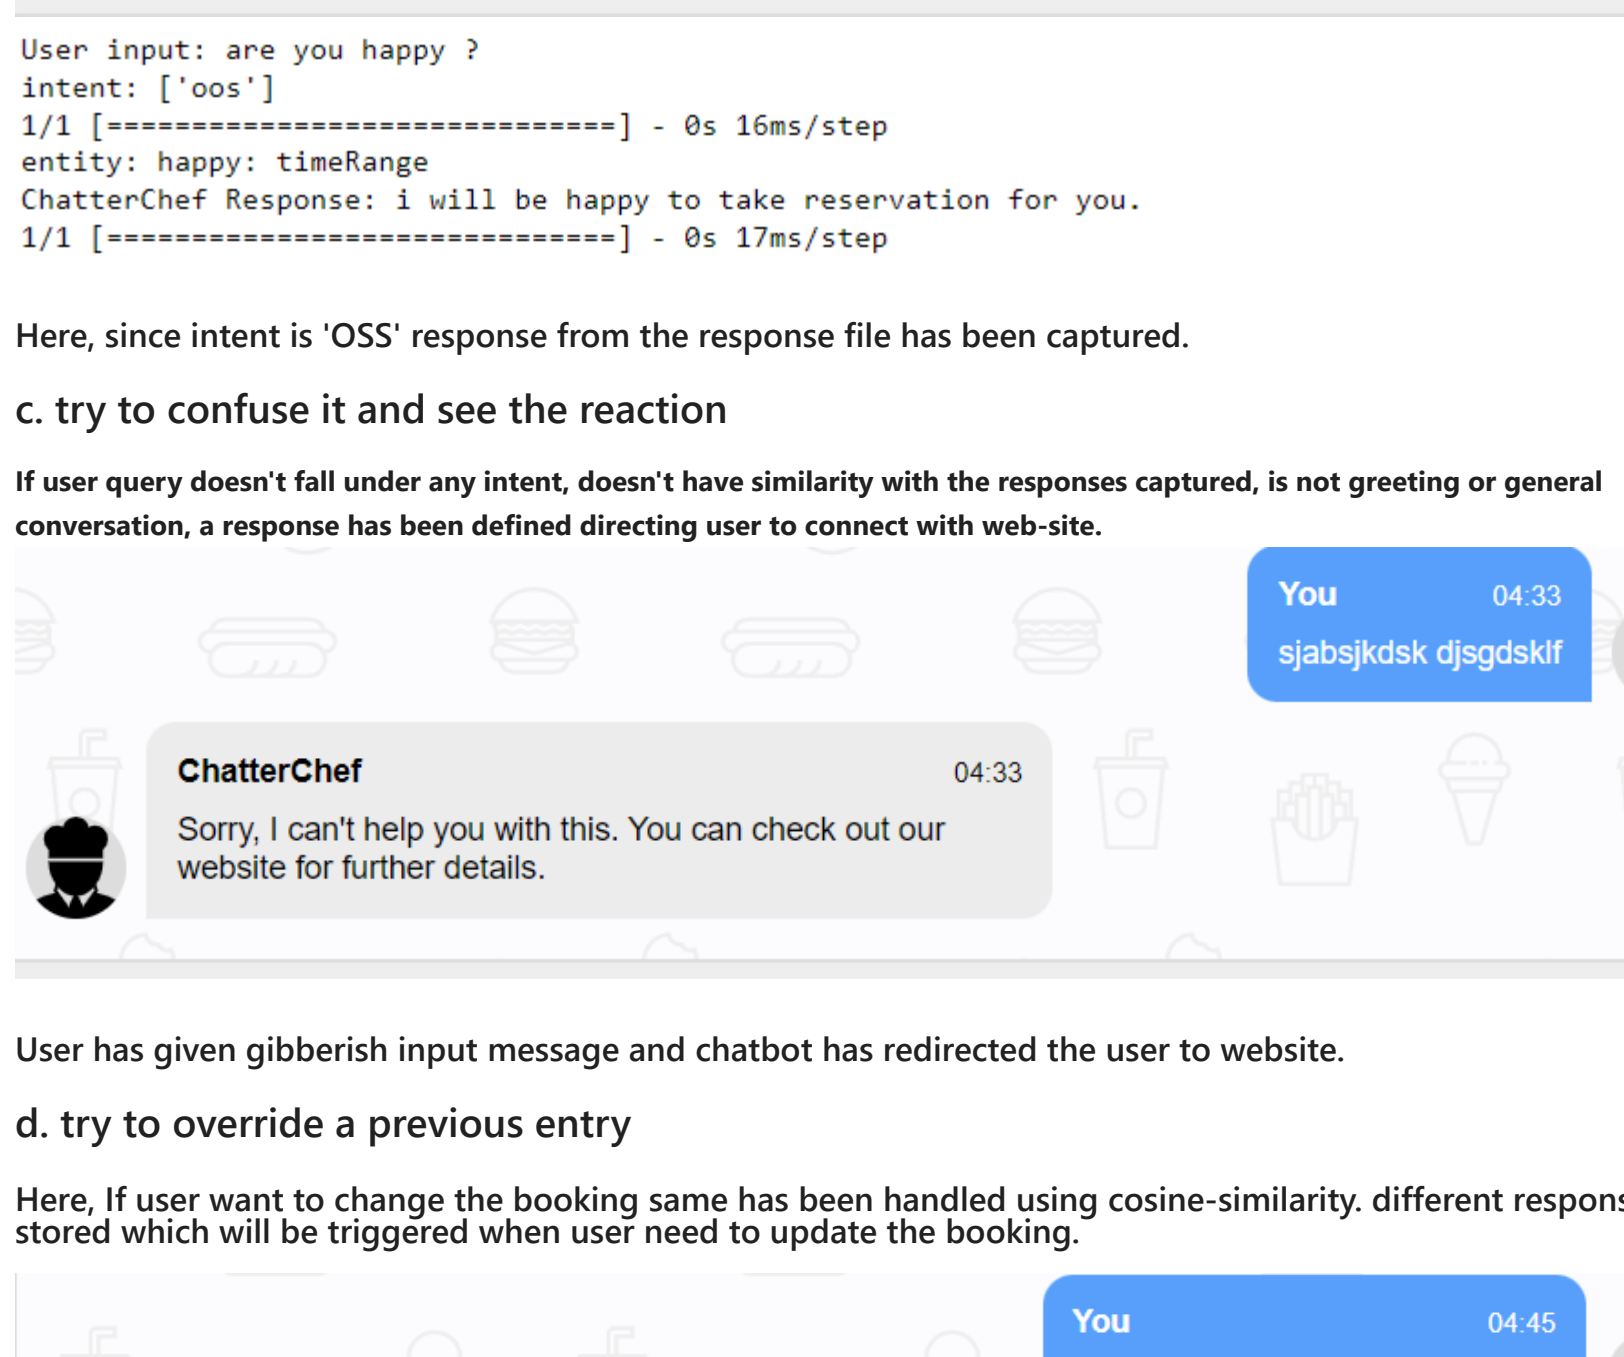 User input: are you happy ?
intent: ['oos']
1/1 [==============================] - 0s 16ms/step
entity: happy: timeRange
ChatterChef Response: i will be happy to take reservation for you.
1/1 [==============================] - 0s 17ms/step
Here, since intent is 'OSS' response from the response file has been captured.
c. try to confuse it and see the reaction
If user query doesn't fall under any intent, doesn't have similarity with the responses captured, is not greeting or general
conversation, a response has been defined directing user to connect with web-site.
You 04:33
sjabsjkdsk djsgdsklf
ChatterChef 04:33
Sorry, I can't help you with this. You can check out our
website for further details.
User has given gibberish input message and chatbot has redirected the user to website.
d. try to override a previous entry
Here, If user want to change the booking same has been handled using cosine-similarity. different respons
stored which will be triggered when user need to update the booking.
You 04:45